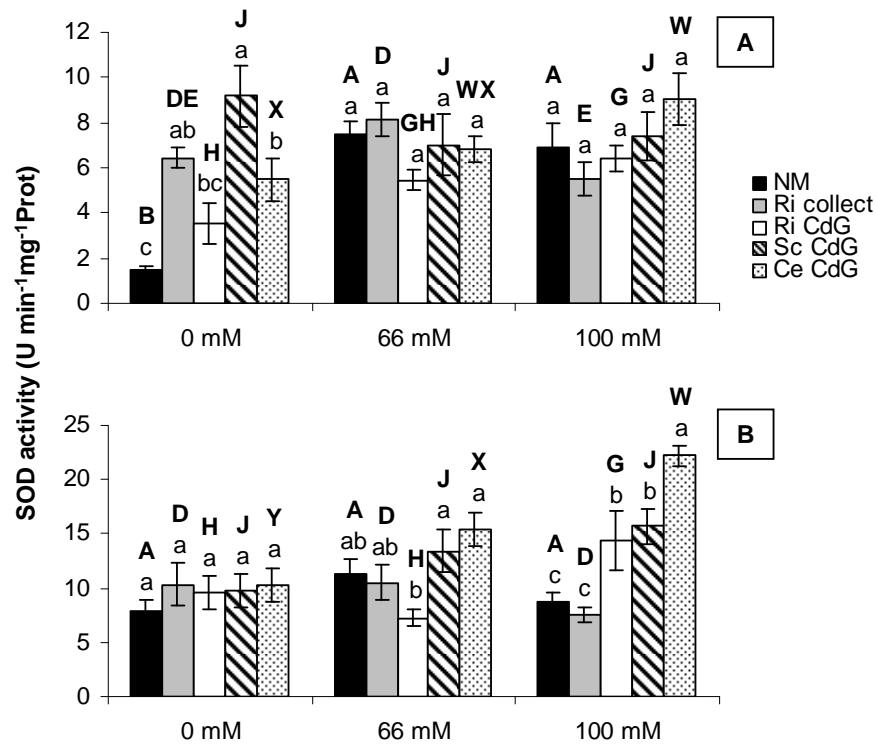 SOD activity (U min⁻¹mg⁻¹Prot)
A
12
10
8
6
4
2
0
B
c
DE
ab
H
bc
J
a
X
b
A
a
D
a
GH
a
J
a
WX
a
A
a
E
a
G
a
J
a
W
a
0 mM 66 mM 100 mM
NM
Ri collect
Ri CdG
Sc CdG
Ce CdG
B
25
20
15
10
5
0
A
a
D
a
H
a
J
a
Y
a
A
ab
D
ab
H
b
J
a
X
a
A
c
D
c
G
b
J
b
W
a
0 mM 66 mM 100 mM